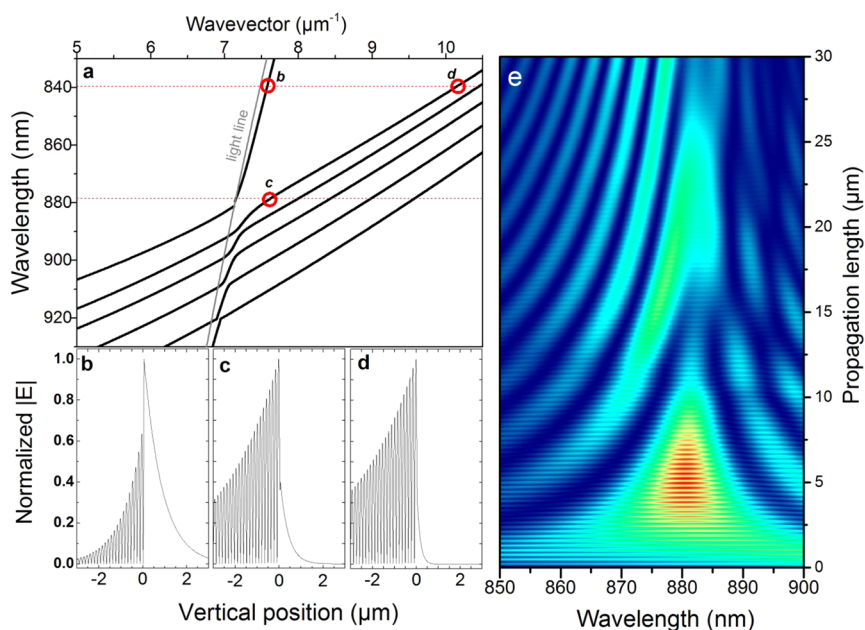 Wavevector (µm⁻¹)
5 6 7 8 9 10
a
b
d
light line
c
Wavelength (nm)
840
860
880
900
920
b
c
d
Normalized |E|
1.0
0.8
0.6
0.4
0.2
0.0
-2 0 2 -2 0 2 -2 0 2
Vertical position (µm)
e
30
25
20
15
10
5
0
Propagation length (µm)
850 860 870 880 890 900
Wavelength (nm)